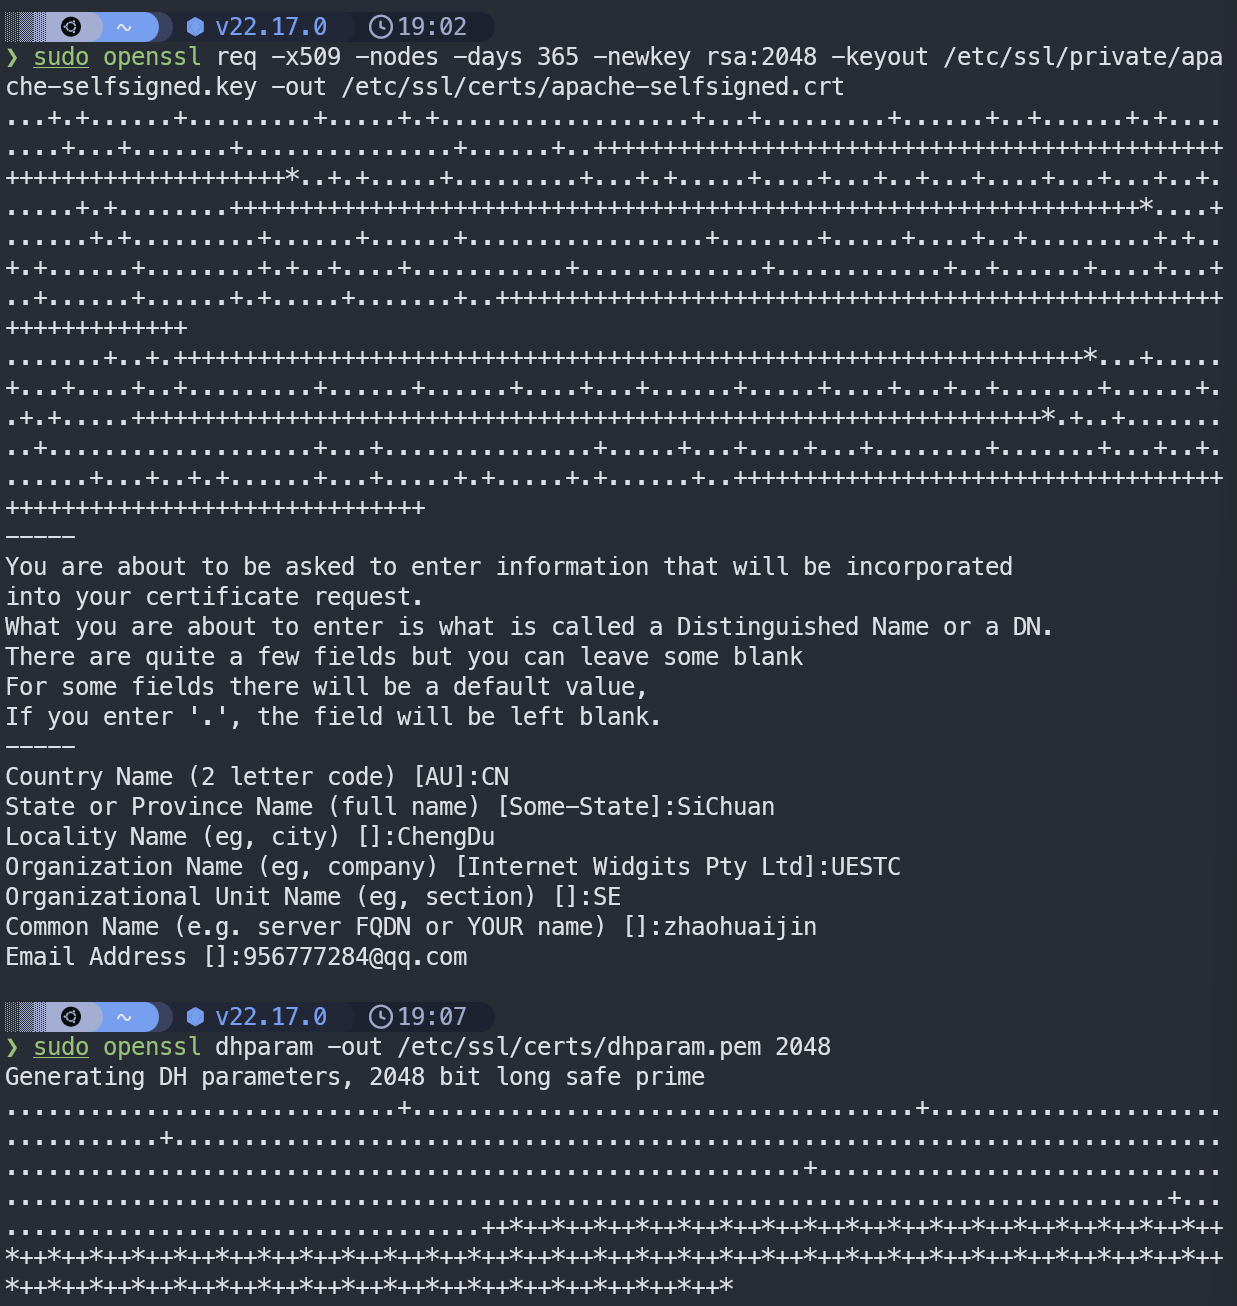 ~ v22.17.0 19:02
❯ sudo openssl req -x509 -nodes -days 365 -newkey rsa:2048 -keyout /etc/ssl/private/apa
che-selfsigned.key -out /etc/ssl/certs/apache-selfsigned.crt
-----
You are about to be asked to enter information that will be incorporated
into your certificate request.
What you are about to enter is what is called a Distinguished Name or a DN.
There are quite a few fields but you can leave some blank
For some fields there will be a default value,
If you enter '.', the field will be left blank.
-----
Country Name (2 letter code) [AU]:CN
State or Province Name (full name) [Some-State]:SiChuan
Locality Name (eg, city) []:ChengDu
Organization Name (eg, company) [Internet Widgits Pty Ltd]:UESTC
Organizational Unit Name (eg, section) []:SE
Common Name (e.g. server FQDN or YOUR name) []:zhaohuaijin
Email Address []:956777284@qq.com
~ v22.17.0 19:07
❯ sudo openssl dhparam -out /etc/ssl/certs/dhparam.pem 2048
Generating DH parameters, 2048 bit long safe prime